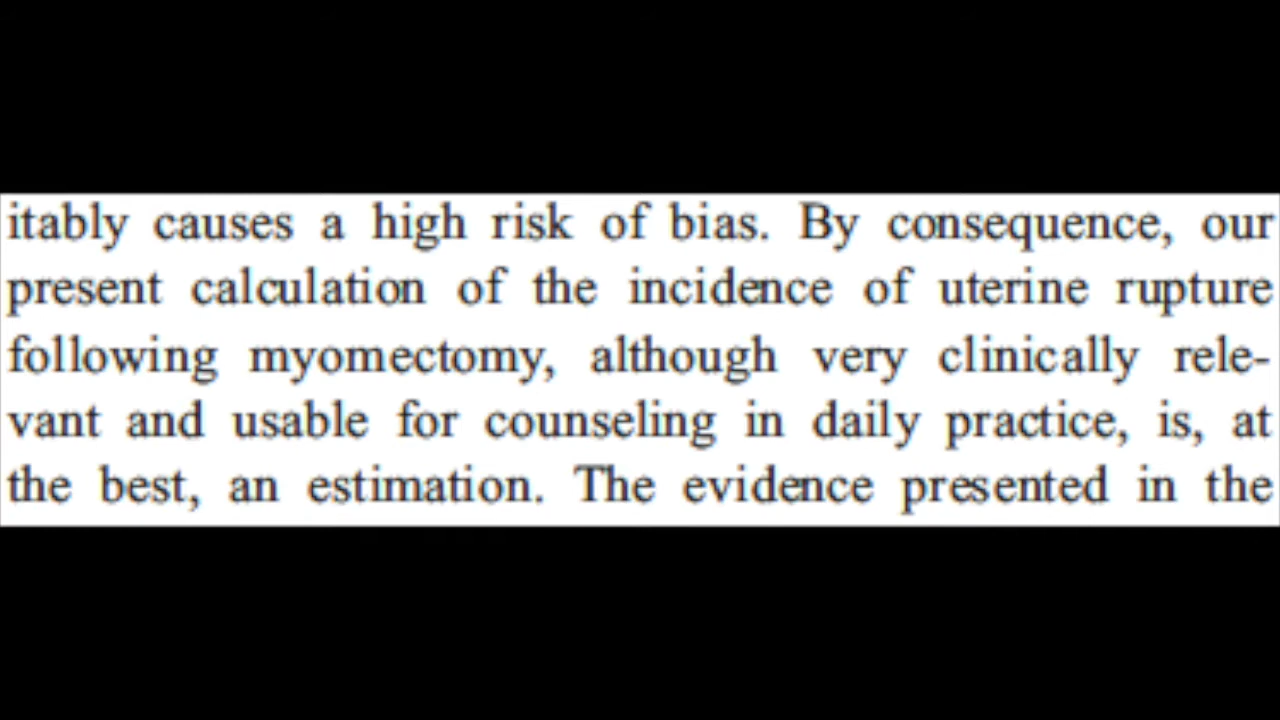 itably causes a high risk of bias. By consequence, our
present calculation of the incidence of uterine rupture
following myomectomy, although very clinically rele-
vant and usable for counseling in daily practice, is, at
the best, an estimation. The evidence presented in the